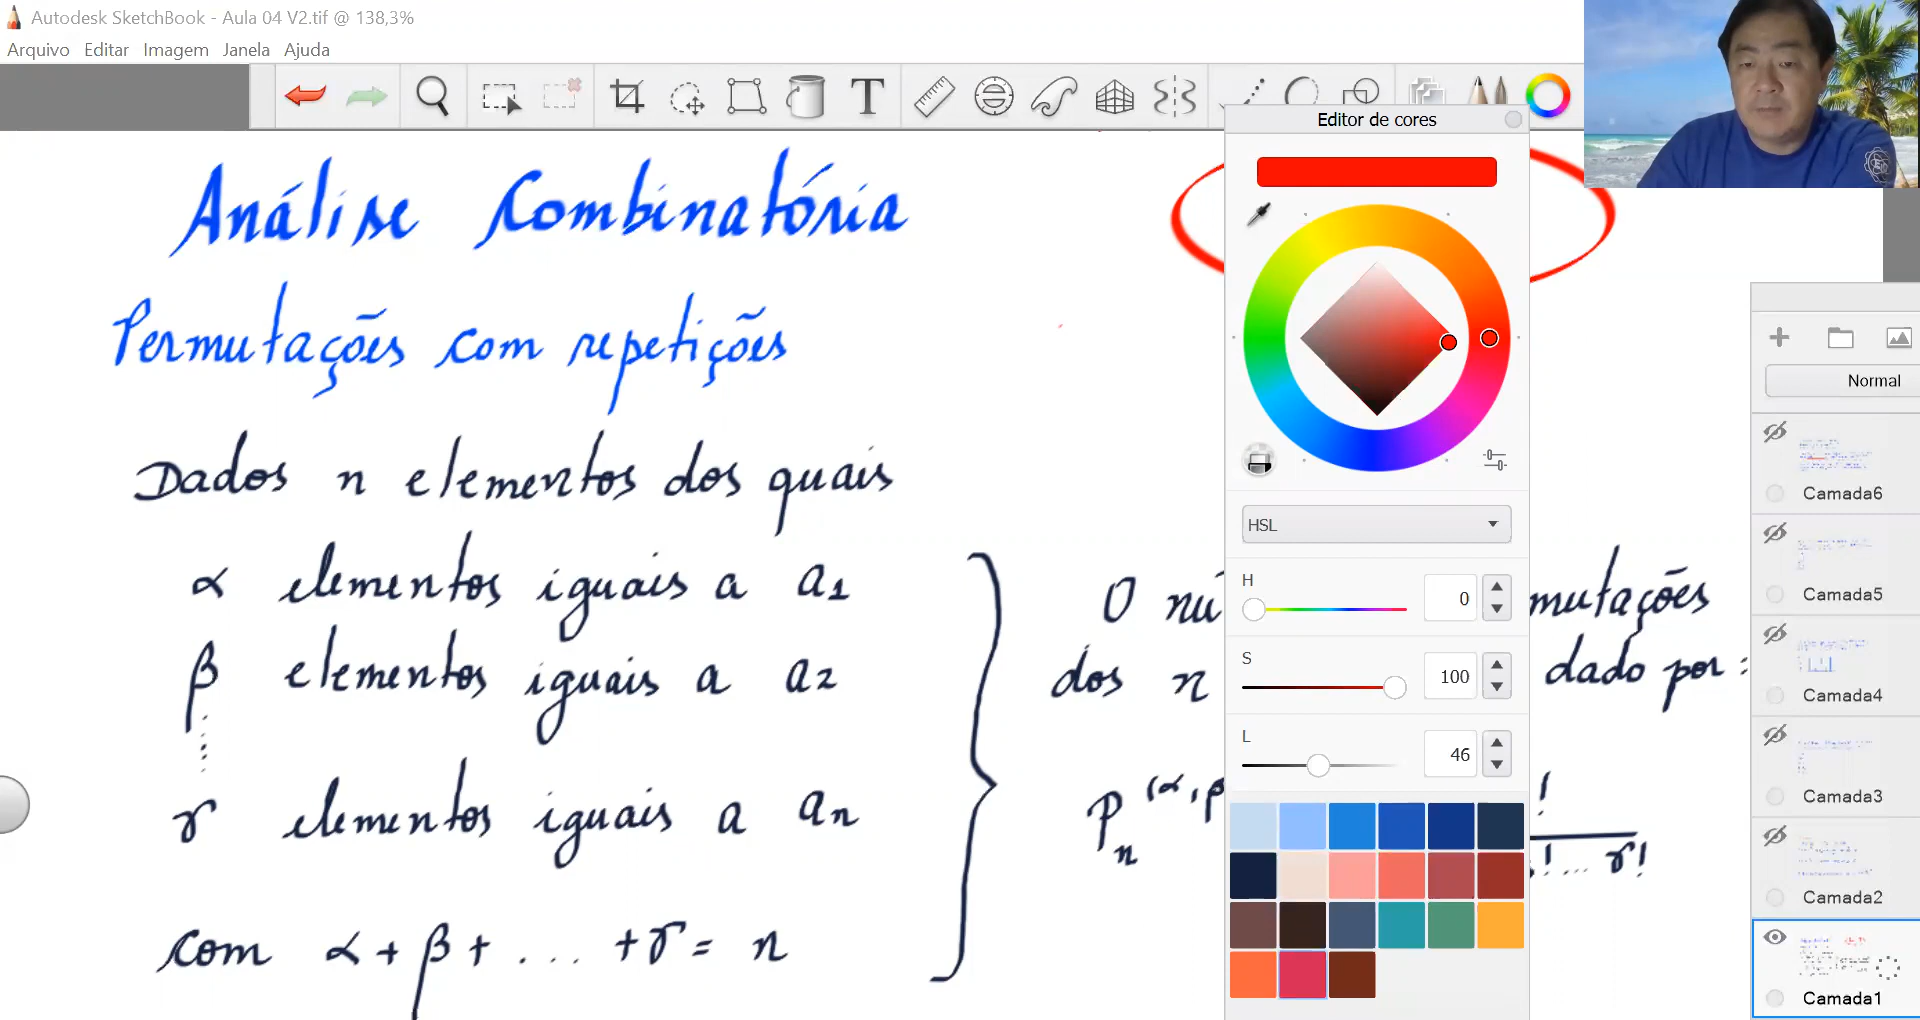 Autodesk SketchBook - Aula 04 V2.tif @ 138,3%
Arquivo Editar Imagem Janela Ajuda
T
Editor de cores
Análise Combinatória
Permutações com repetições
Dados n elementos dos quais
α elementos iguais a a1
β elementos iguais a a2
⋮
γ elementos iguais a an
com α + β + ... + γ = n
O nú
mutações
dos n
dado por :
Pn (α, β
!
! ... γ!
HSL
H 0
S 100
L 46
Normal
Camada6
Camada5
Camada4
Camada3
Camada2
Camada1